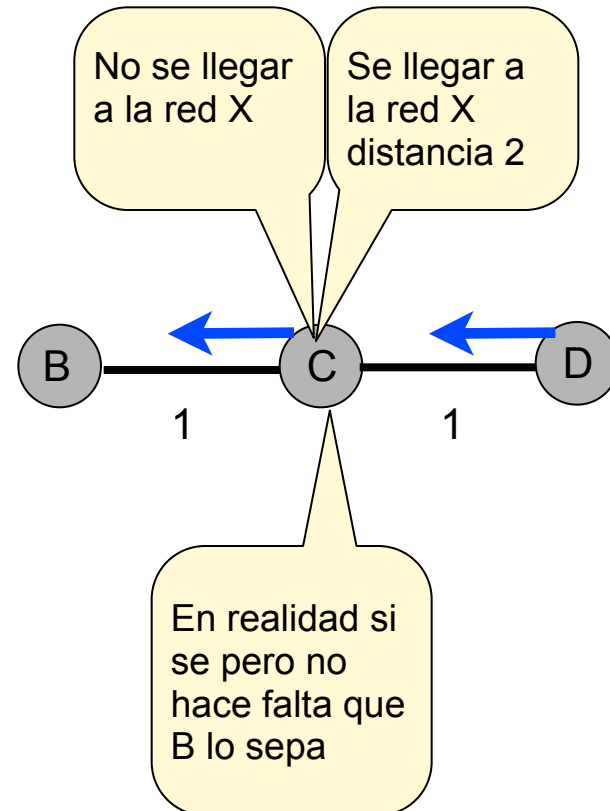 No se llegar
a la red X
Se llegar a
la red X
distancia 2
B
C
D
1
1
En realidad si
se pero no
hace falta que
B lo sepa